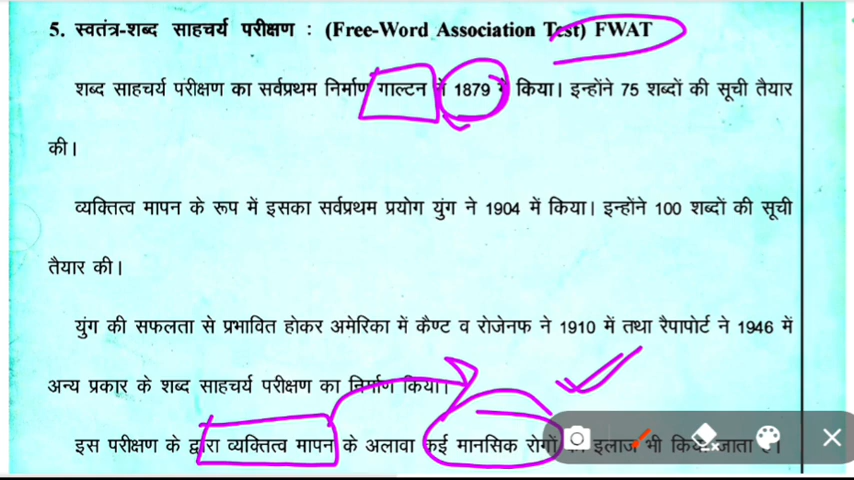 5. स्वतंत्र-शब्द साहचर्य परीक्षण : (Free-Word Association Test) FWAT
शब्द साहचर्य परीक्षण का सर्वप्रथम निर्माण गाल्टन ने 1879 में किया। इन्होंने 75 शब्दों की सूची तैयार
की।
व्यक्तित्व मापन के रूप में इसका सर्वप्रथम प्रयोग युंग ने 1904 में किया। इन्होंने 100 शब्दों की सूची
तैयार की।
युंग की सफलता से प्रभावित होकर अमेरिका में कैण्ट व रोजेनफ ने 1910 में तथा रैपापोर्ट ने 1946 में
अन्य प्रकार के शब्द साहचर्य परीक्षण का निर्माण किया।
इस परीक्षण के द्वारा व्यक्तित्व मापन के अलावा कई मानसिक रोगों का इलाज भी किया जाता है।